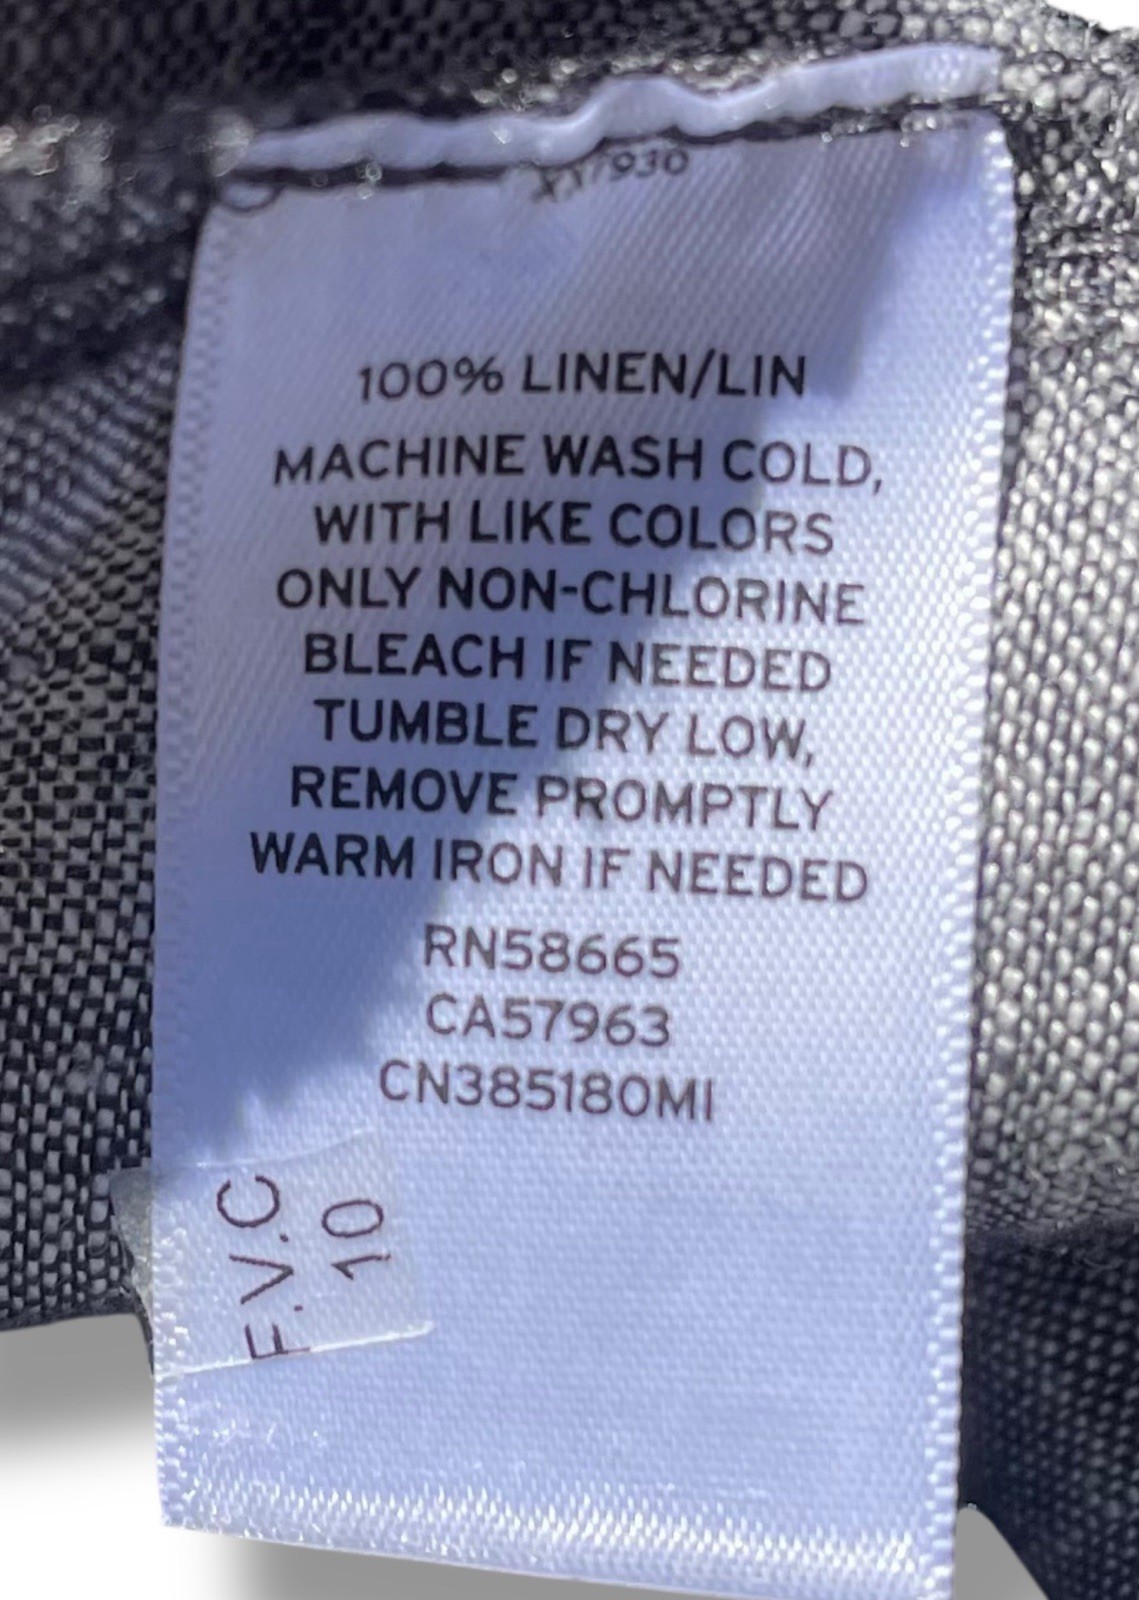 100% LINEN/LIN
MACHINE WASH COLD,
WITH LIKE COLORS
ONLY NON-CHLORINE
BLEACH IF NEEDED
TUMBLE DRY LOW,
REMOVE PROMPTLY
WARM IRON IF NEEDED
RN58665
CA57963
CN385180MI
F.V.C
10